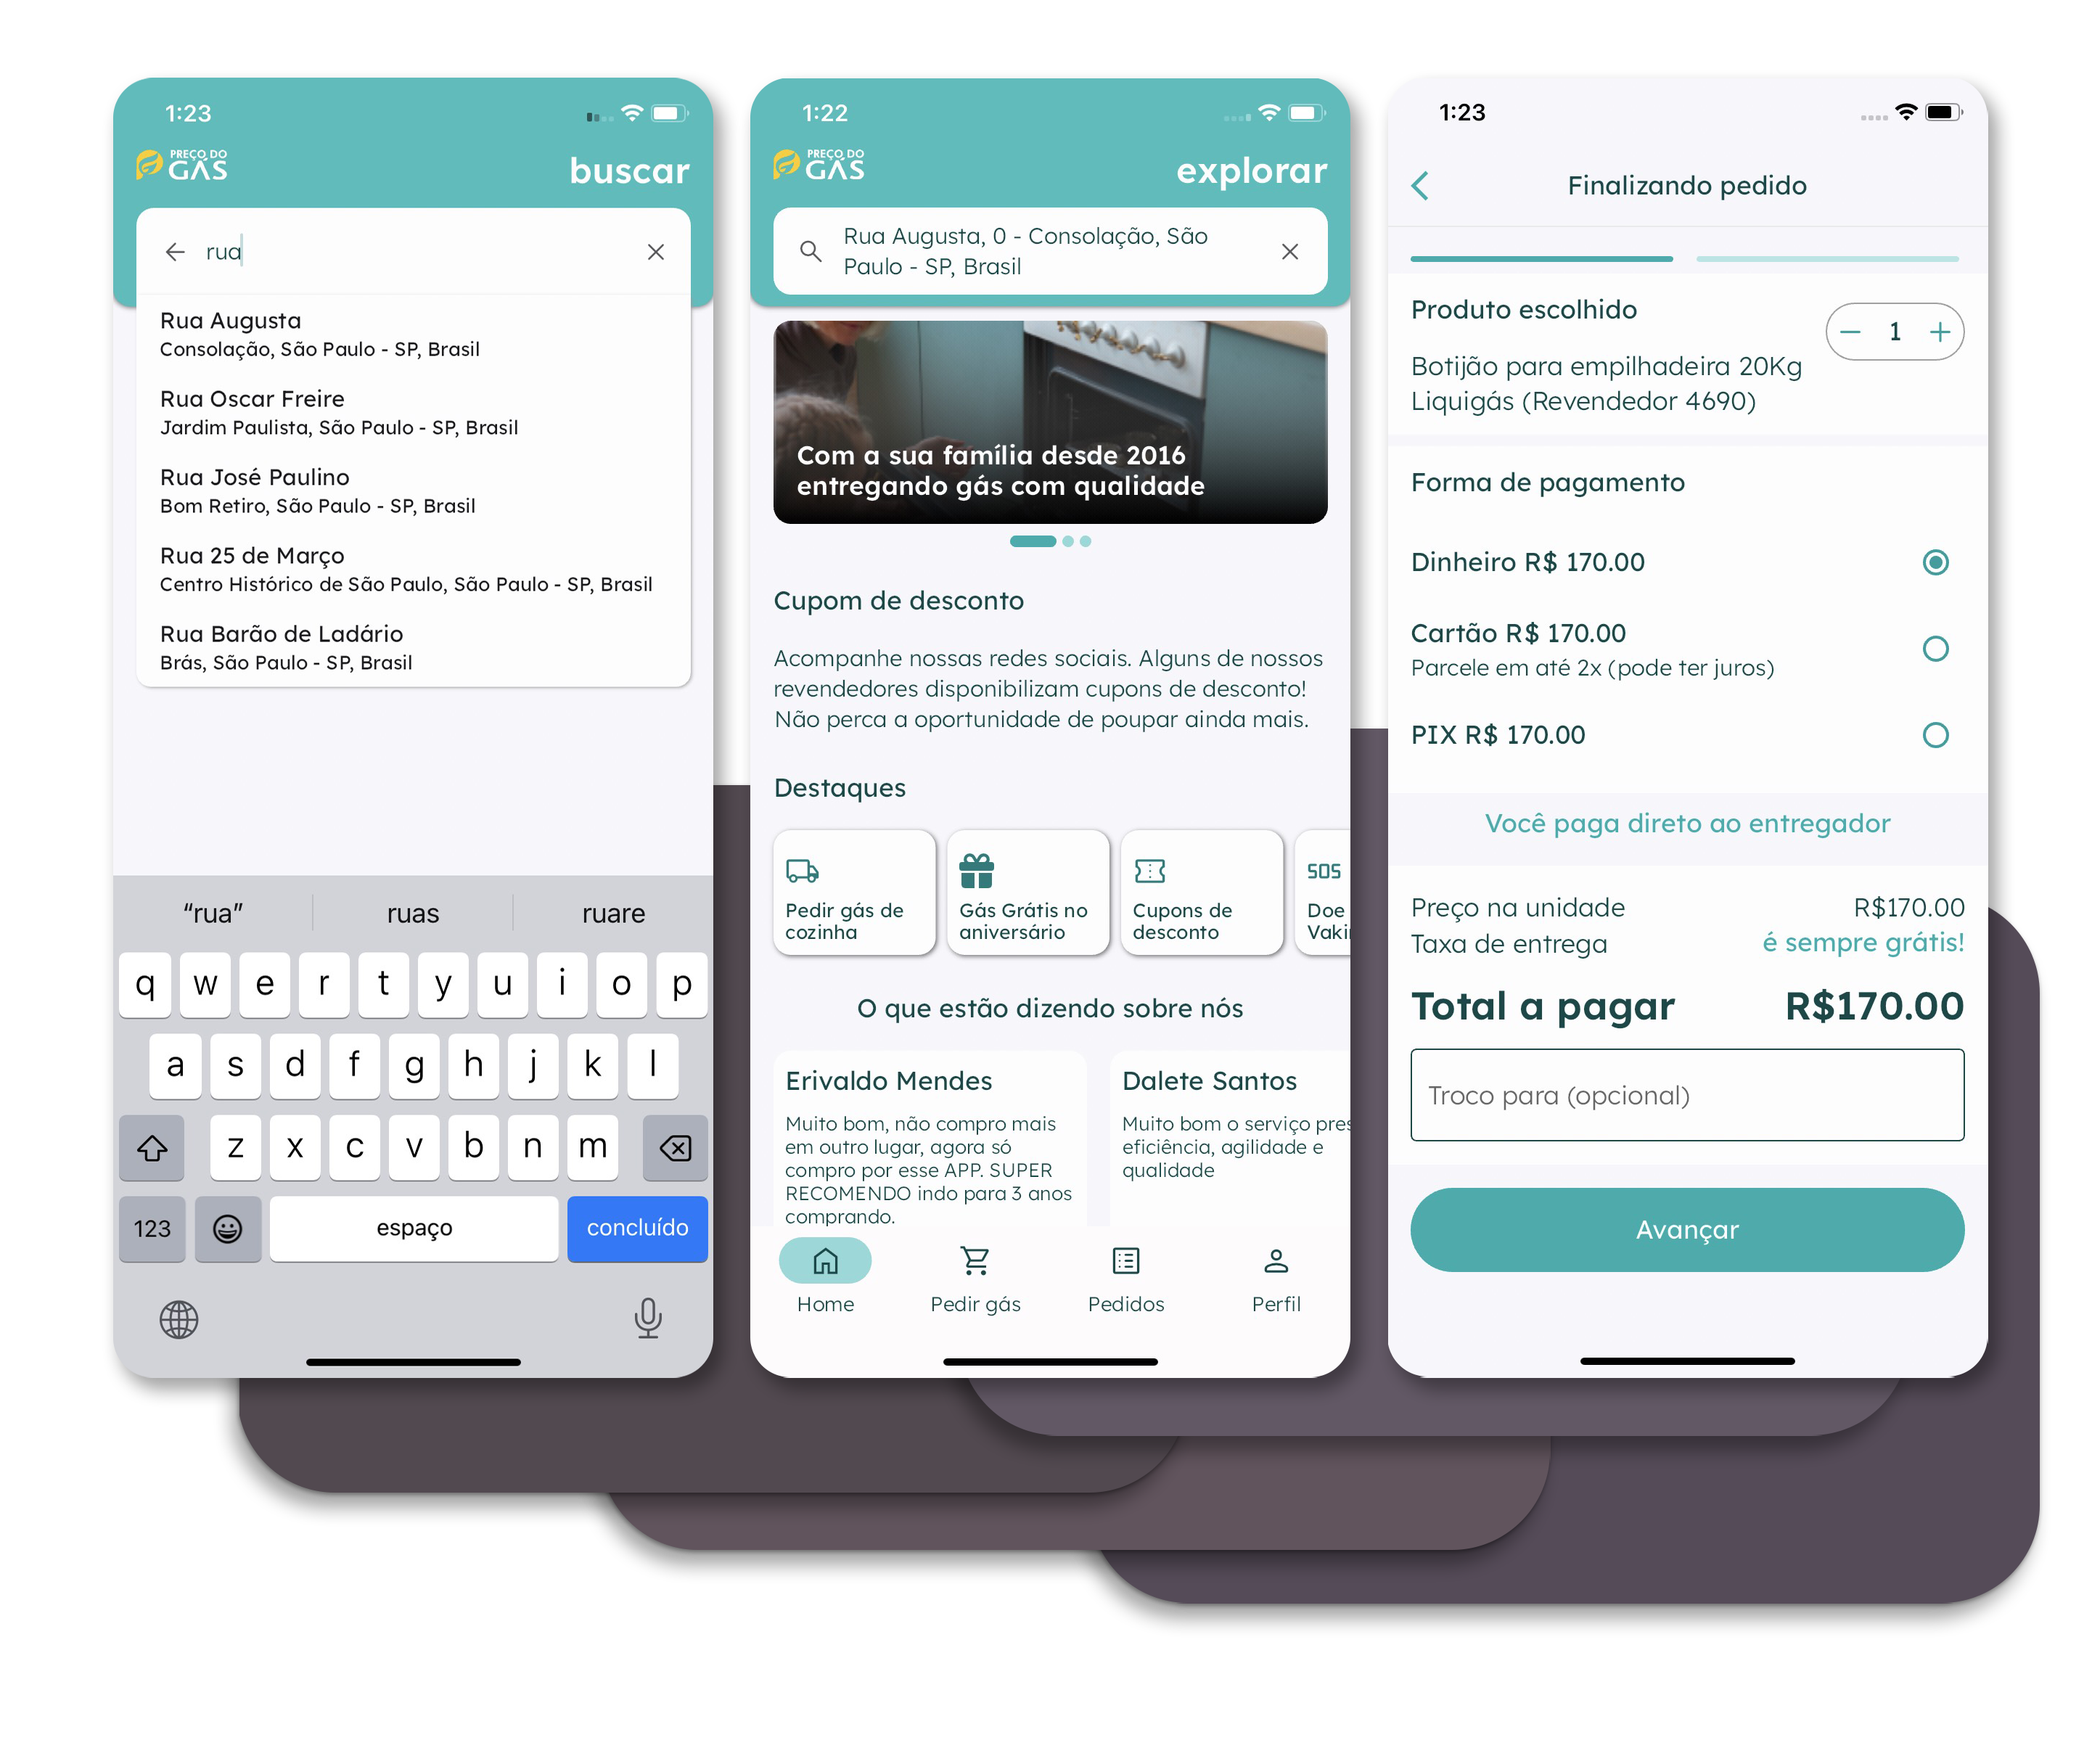 1:23
PREÇO DO
GÁS
buscar
rua
Rua Augusta
Consolação, São Paulo - SP, Brasil
Rua Oscar Freire
Jardim Paulista, São Paulo - SP, Brasil
Rua José Paulino
Bom Retiro, São Paulo - SP, Brasil
Rua 25 de Março
Centro Histórico de São Paulo, São Paulo - SP, Brasil
Rua Barão de Ladário
Brás, São Paulo - SP, Brasil
“rua” ruas ruare
q w e r t y u i o p
a s d f g h j k l
z x c v b n m
123 espaço concluído
1:22
PREÇO DO
GÁS
explorar
Rua Augusta, 0 - Consolação, São
Paulo - SP, Brasil
Com a sua família desde 2016
entregando gás com qualidade
Cupom de desconto
Acompanhe nossas redes sociais. Alguns de nossos
revendedores disponibilizam cupons de desconto!
Não perca a oportunidade de poupar ainda mais.
Destaques
Pedir gás de
cozinha
Gás Grátis no
aniversário
Cupons de
desconto
SOS
Doe
Vaki
O que estão dizendo sobre nós
Erivaldo Mendes
Muito bom, não compro mais
em outro lugar, agora só
compro por esse APP. SUPER
RECOMENDO indo para 3 anos
comprando.
Dalete Santos
Muito bom o serviço pres
eficiência, agilidade e
qualidade
Home Pedir gás Pedidos Perfil
1:23
Finalizando pedido
Produto escolhido
1
Botijão para empilhadeira 20Kg
Liquigás (Revendedor 4690)
Forma de pagamento
Dinheiro R$ 170.00
Cartão R$ 170.00
Parcele em até 2x (pode ter juros)
PIX R$ 170.00
Você paga direto ao entregador
Preço na unidade R$170.00
Taxa de entrega é sempre grátis!
Total a pagar R$170.00
Troco para (opcional)
Avançar